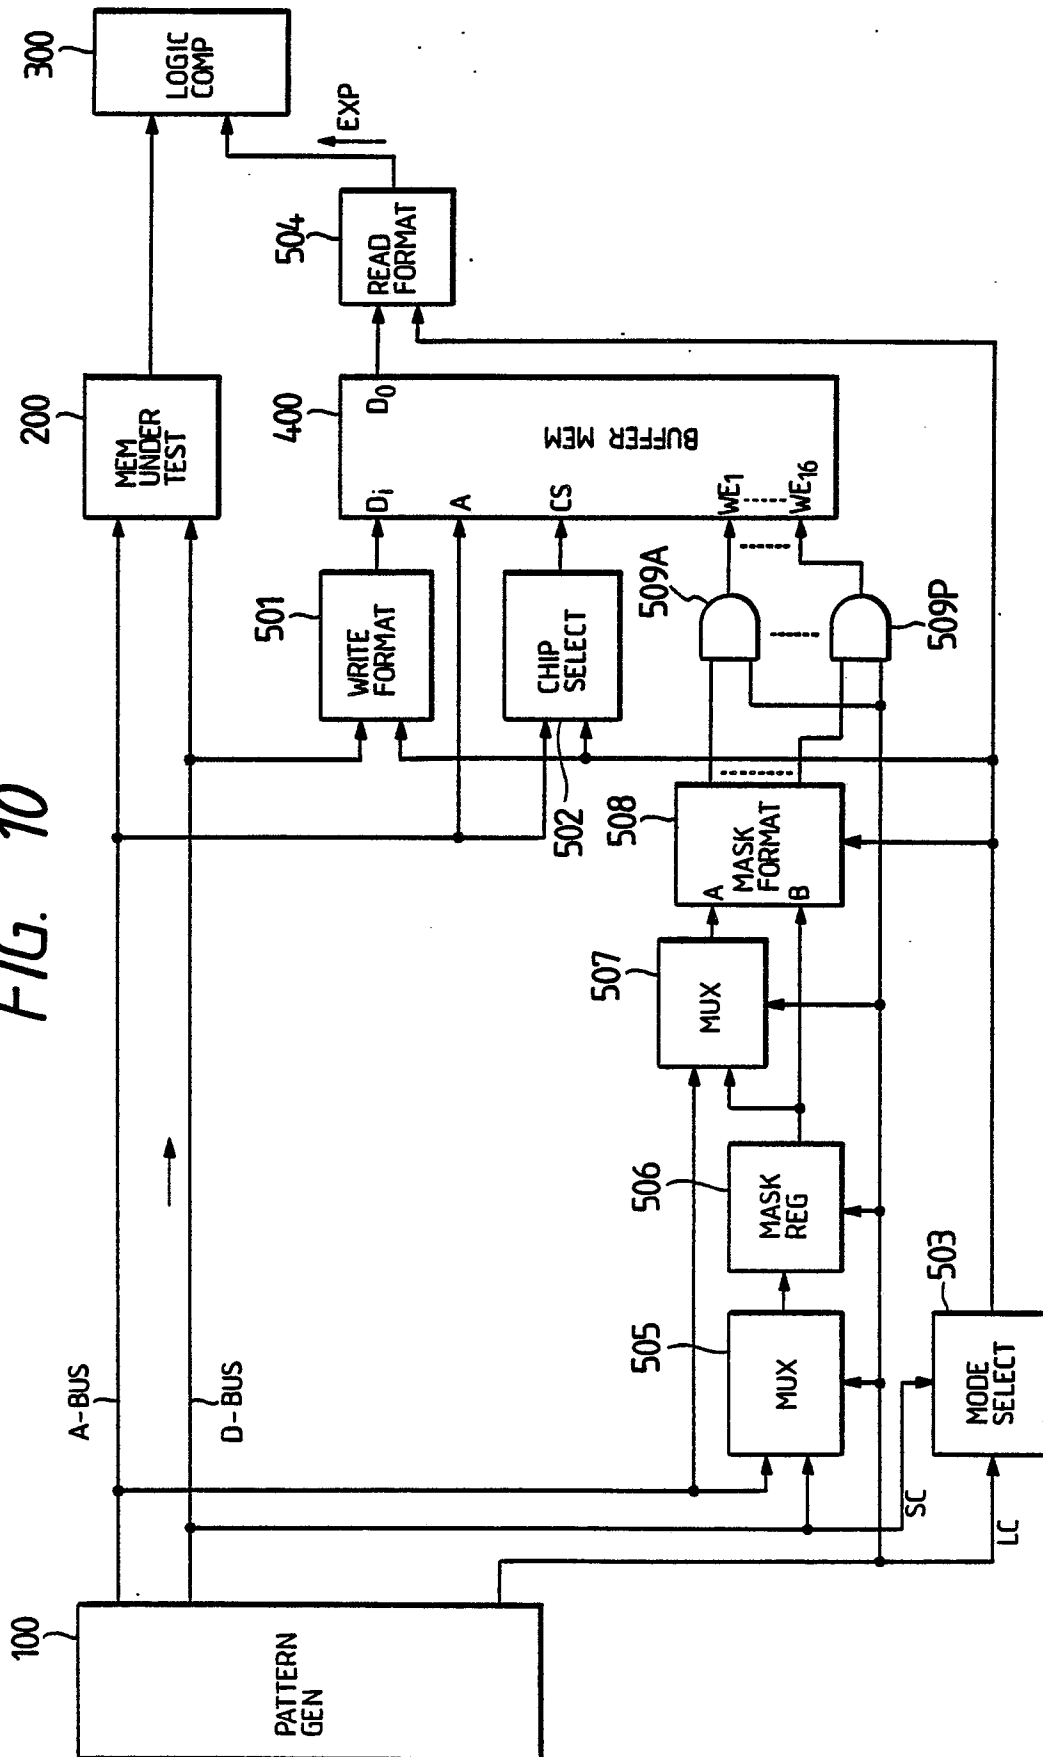 FIG. 10
100
PATTERN
GEN
A-BUS
D-BUS
200
MEM
UNDER
TEST
300
LOGIC
COMP
EXP
504
READ
FORMAT
400
BUFFER MEM
Di
D0
A
CS
WE1
WE16
501
WRITE
FORMAT
CHIP
SELECT
502
509A
509P
508
MASK
FORMAT
A
B
507
MUX
506
MASK
REG
505
MUX
503
MODE
SELECT
SC
LC